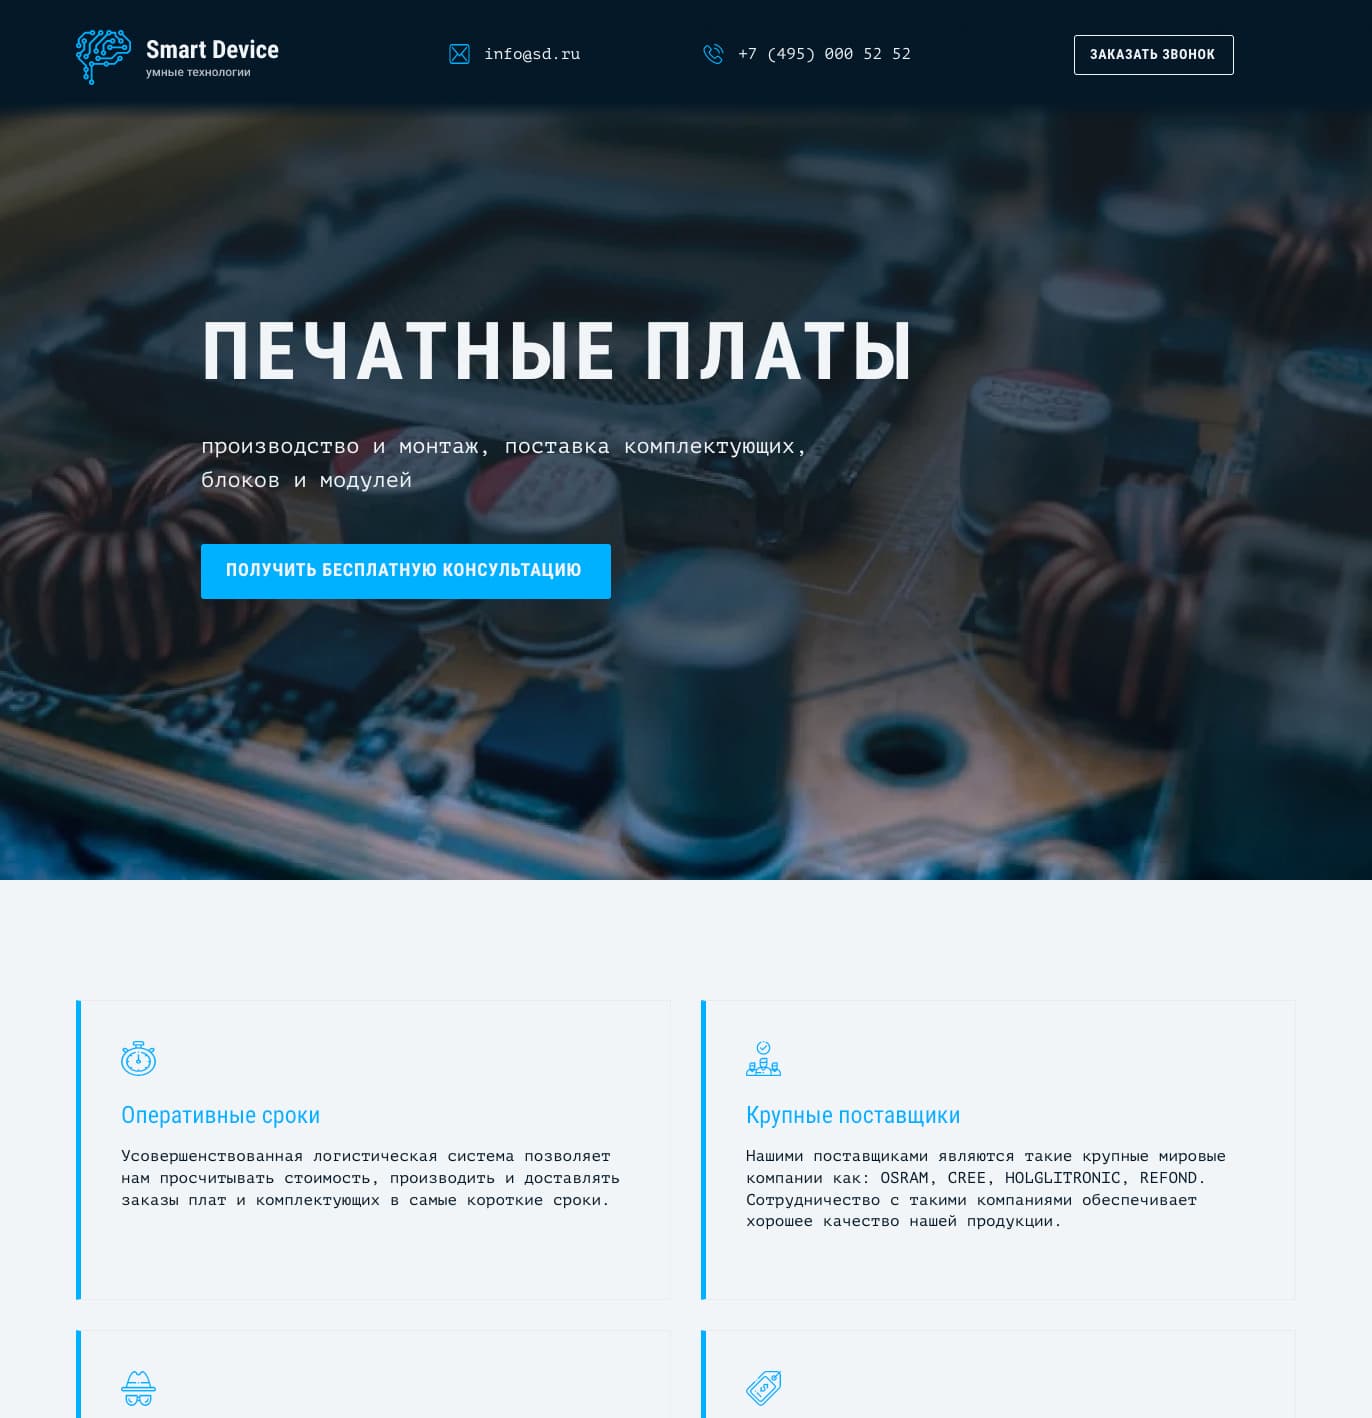 Smart Device
умные технологии
info@sd.ru
+7 (495) 000 52 52
ЗАКАЗАТЬ ЗВОНОК
ПЕЧАТНЫЕ ПЛАТЫ
производство и монтаж, поставка комплектующих,
блоков и модулей
ПОЛУЧИТЬ БЕСПЛАТНУЮ КОНСУЛЬТАЦИЮ
Оперативные сроки
Усовершенствованная логистическая система позволяет
нам просчитывать стоимость, производить и доставлять
заказы плат и комплектующих в самые короткие сроки.
Крупные поставщики
Нашими поставщиками являются такие крупные мировые
компании как: OSRAM, CREE, HOLGLITRONIC, REFOND.
Сотрудничество с такими компаниями обеспечивает
хорошее качество нашей продукции.